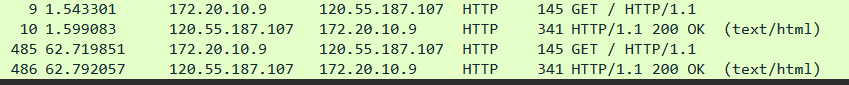 9 1.543301 172.20.10.9 120.55.187.107 HTTP 145 GET / HTTP/1.1
10 1.599083 120.55.187.107 172.20.10.9 HTTP 341 HTTP/1.1 200 OK (text/html)
485 62.719851 172.20.10.9 120.55.187.107 HTTP 145 GET / HTTP/1.1
486 62.792057 120.55.187.107 172.20.10.9 HTTP 341 HTTP/1.1 200 OK (text/html)